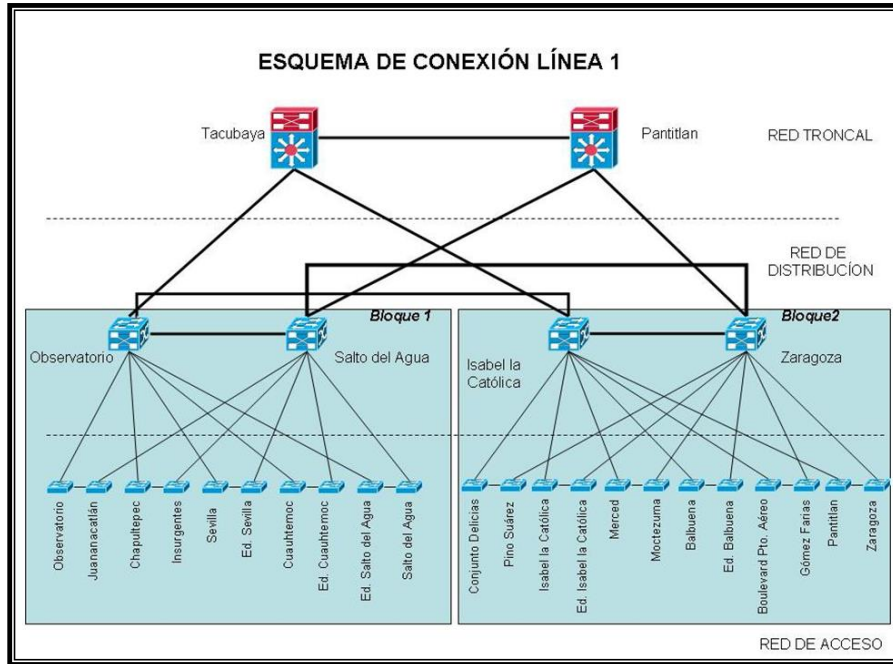 ESQUEMA DE CONEXIÓN LÍNEA 1
Tacubaya
Pantitlan
RED TRONCAL
RED DE
DISTRIBUCÍON
Bloque 1
Bloque2
Observatorio
Salto del Agua
Isabel la
Católica
Zaragoza
Observatorio
Juananacatlán
Chapultepec
Insurgentes
Sevilla
Ed. Sevilla
Cuauhtemoc
Ed. Cuauhtemoc
Ed. Salto del Agua
Salto del Agua
Conjunto Delicias
Pino Suárez
Isabel la Católica
Ed. Isabel la Católica
Merced
Moctezuma
Balbuena
Ed. Balbuena
Boulevard Pto. Aéreo
Gómez Farias
Pantitlan
Zaragoza
RED DE ACCESO